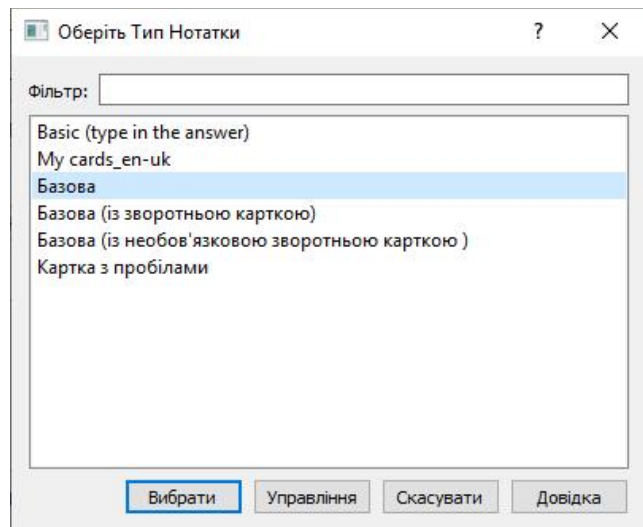 Оберіть Тип Нотатки
Фільтр:
Basic (type in the answer)
My cards_en-uk
Базова
Базова (із зворотньою карткою)
Базова (із необов'язковою зворотньою карткою )
Картка з пробілами
Вибрати Управління Скасувати Довідка